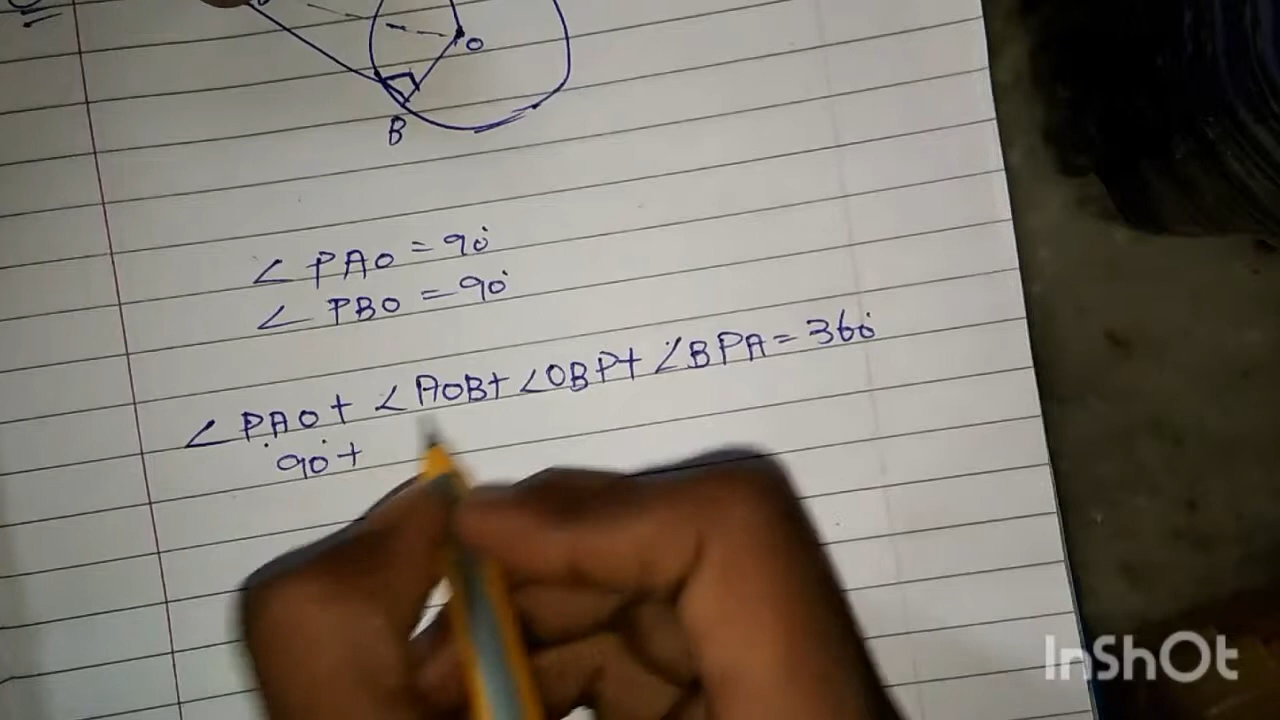 O
B
∠PAO = 90°
∠PBO = 90°
∠PAO + ∠AOB + ∠OBP + ∠BPA = 360°
90° +
InShOt